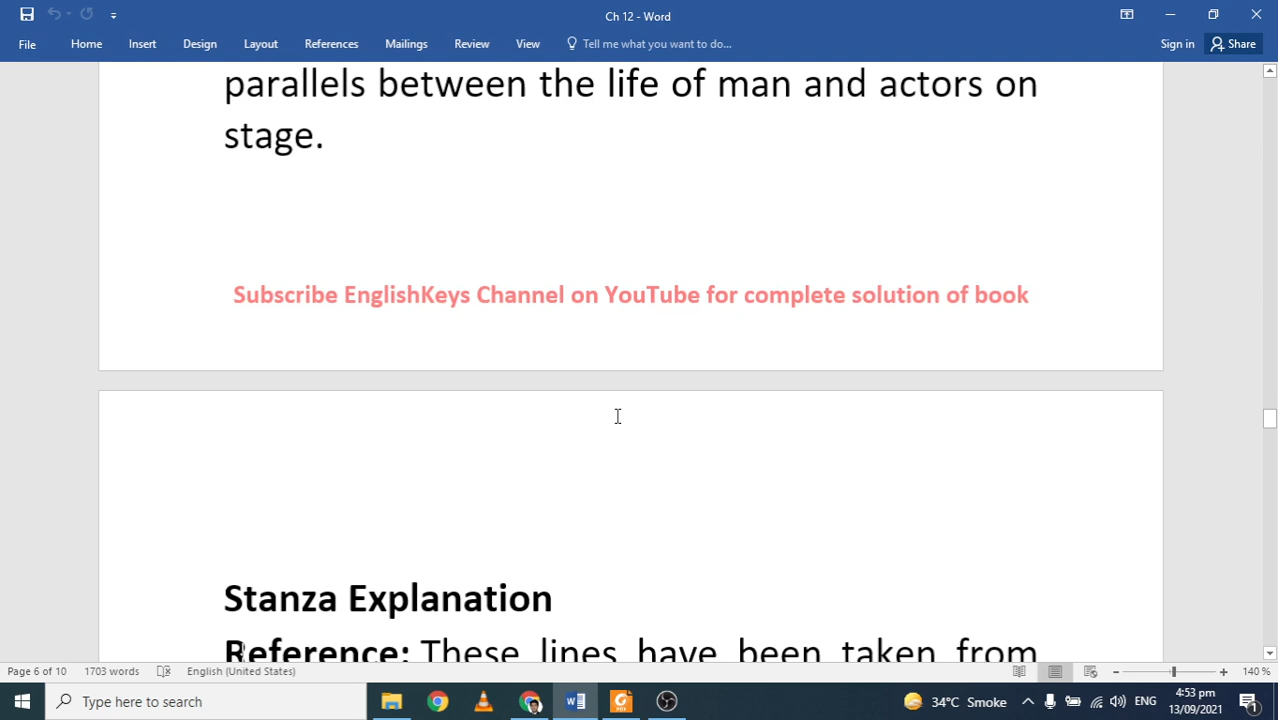 Ch 12 - Word
File Home Insert Design Layout References Mailings Review View Tell me what you want to do... Sign in Share
parallels between the life of man and actors on
stage.
Subscribe EnglishKeys Channel on YouTube for complete solution of book
Stanza Explanation
Reference: These lines have been taken from
Page 6 of 10 1703 words English (United States) 140 %
Type here to search 34°C Smoke ENG 4:53 pm
13/09/2021